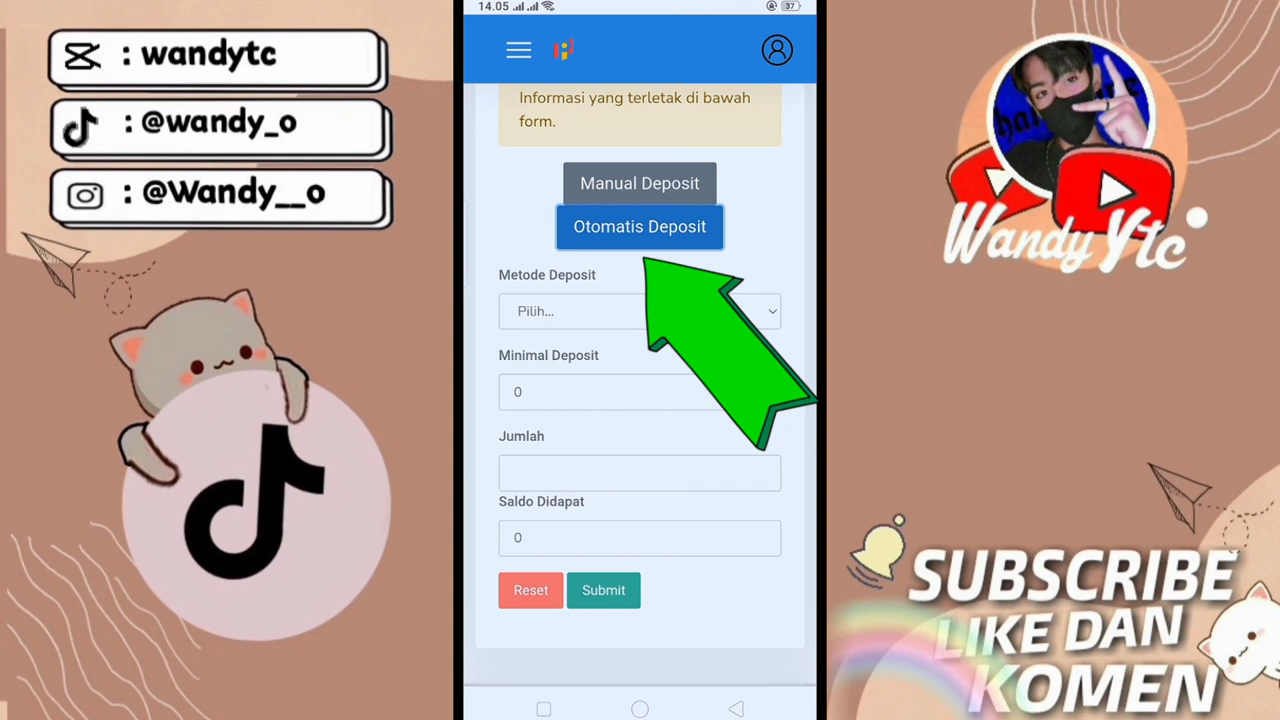 : wandytc
: @wandy_o
: @Wandy__o
14.05
37
Informasi yang terletak di bawah
form.
Manual Deposit
Otomatis Deposit
Metode Deposit
Pilih...
Minimal Deposit
0
Jumlah
Saldo Didapat
0
Reset
Submit
Wandy Ytc
SUBSCRIBE
LIKE DAN
KOMEN